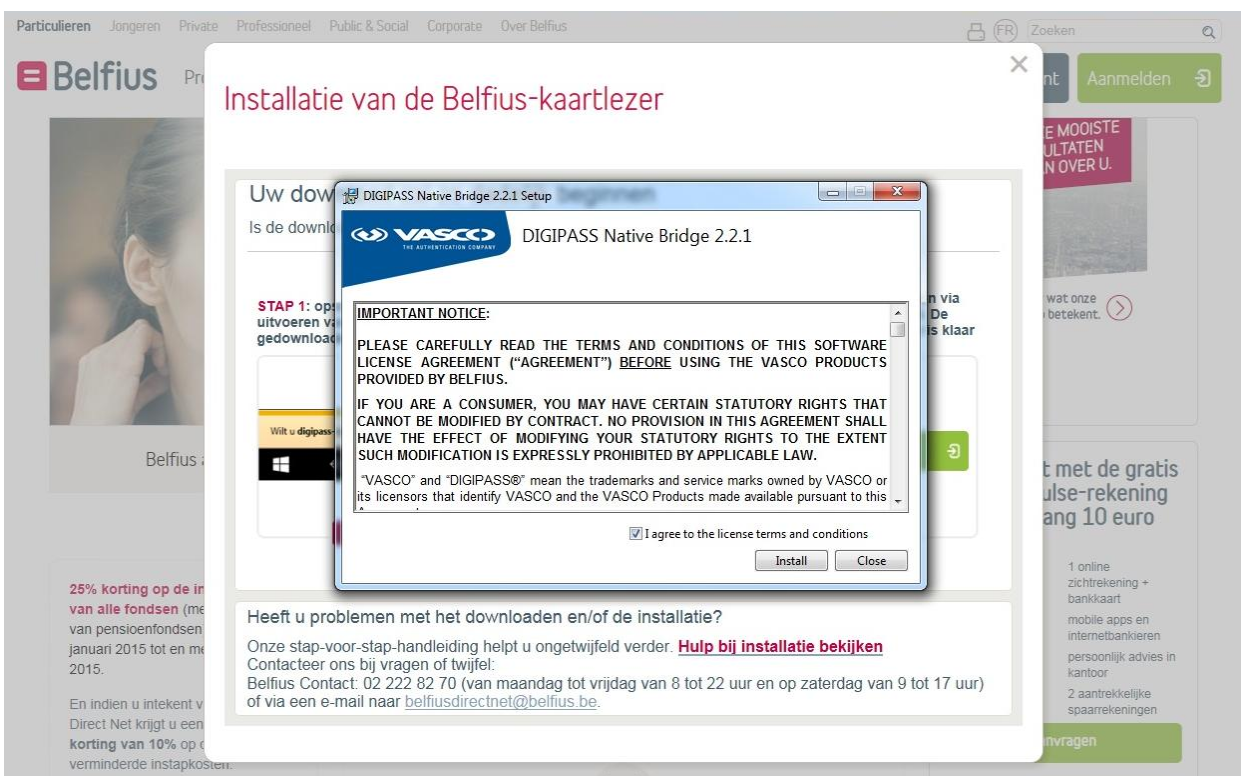 Particulieren Jongeren Private Professioneel Public & Social Corporate Over Belfius
FR Zoeken
Belfius
Aanmelden
Installatie van de Belfius-kaartlezer
MOOISTE
OVER U.
wat onze
betekent.
Uw
beginnen
Is de
DIGIPASS Native Bridge 2.2.1 Setup
VASCO
THE AUTHENTICATION COMPANY
DIGIPASS Native Bridge 2.2.1
STAP 1:
via
uitvoeren
De
is klaar
IMPORTANT NOTICE:
PLEASE CAREFULLY READ THE TERMS AND CONDITIONS OF THIS SOFTWARE
LICENSE AGREEMENT (“AGREEMENT”) BEFORE USING THE VASCO PRODUCTS
PROVIDED BY BELFIUS.
IF YOU ARE A CONSUMER, YOU MAY HAVE CERTAIN STATUTORY RIGHTS THAT
CANNOT BE MODIFIED BY CONTRACT. NO PROVISION IN THIS AGREEMENT SHALL
HAVE THE EFFECT OF MODIFYING YOUR STATUTORY RIGHTS TO THE EXTENT
SUCH MODIFICATION IS EXPRESSLY PROHIBITED BY APPLICABLE LAW.
“VASCO” and “DIGIPASS®” mean the trademarks and service marks owned by VASCO or
its licensors that identify VASCO and the VASCO Products made available pursuant to this
I agree to the license terms and conditions
Install Close
Wilt u digipass-
Belfius
Heeft u problemen met het downloaden en/of de installatie?
Onze stap-voor-stap-handleiding helpt u ongetwijfeld verder. Hulp bij installatie bekijken
Contacteer ons bij vragen of twijfel:
Belfius Contact: 02 222 82 70 (van maandag tot vrijdag van 8 tot 22 uur en op zaterdag van 9 tot 17 uur)
of via een e-mail naar belfiusdirectnet@belfius.be.
25% korting op de
van alle fondsen
van pensioenfondsen
januari 2015 tot en
2015.
En indien u intekent
Direct Net krijgt u een
korting van 10% op
verminderde instapkosten.
met de gratis
10 euro
1 online
zichtrekening +
bankkaart
mobile apps en
internetbankieren
persoonlijk advies in
kantoor
2 aantrekkelijke
spaarrekeningen